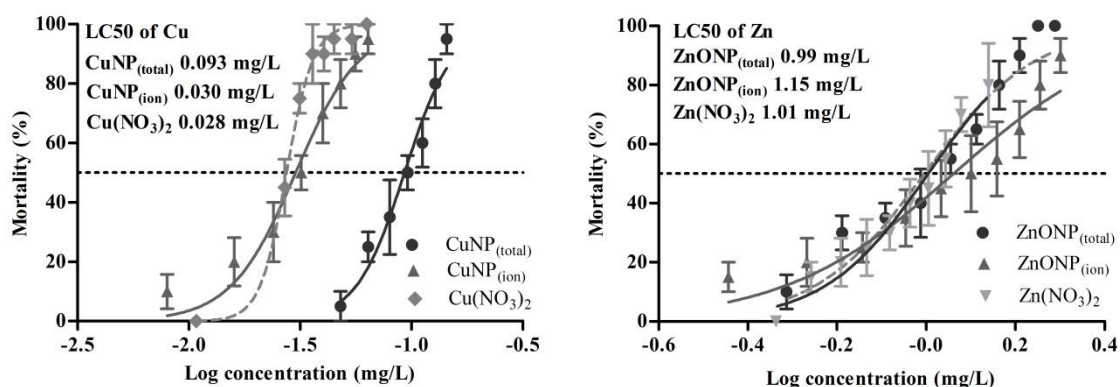 LC50 of Cu
CuNP(total) 0.093 mg/L
CuNP(ion) 0.030 mg/L
Cu(NO3)2 0.028 mg/L
Mortality (%)
100
80
60
40
20
0
CuNP(total)
CuNP(ion)
Cu(NO3)2
-2.5 -2.0 -1.5 -1.0 -0.5
Log concentration (mg/L)
LC50 of Zn
ZnONP(total) 0.99 mg/L
ZnONP(ion) 1.15 mg/L
Zn(NO3)2 1.01 mg/L
Mortality (%)
100
80
60
40
20
0
ZnONP(total)
ZnONP(ion)
Zn(NO3)2
-0.6 -0.4 -0.2 -0.0 0.2 0.4
Log concentration (mg/L)